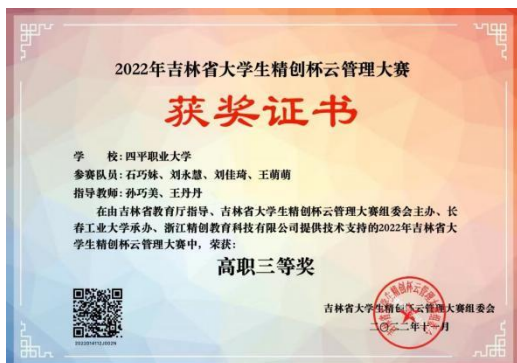 2022年吉林省大学生精创杯云管理大赛
获奖证书
学 校：四平职业大学
参赛队员：石巧妹、刘永慧、刘佳琦、王萌萌
指导教师：孙巧美、王丹丹
在由吉林省教育厅指导、吉林省大学生精创杯云管理大赛组委会主办、长
春工业大学承办、浙江精创教育科技有限公司提供技术支持的2022年吉林省大
学生精创杯云管理大赛中，荣获：
高职三等奖
吉林省大学生精创杯云管理大赛组委会
二〇二二年十一月